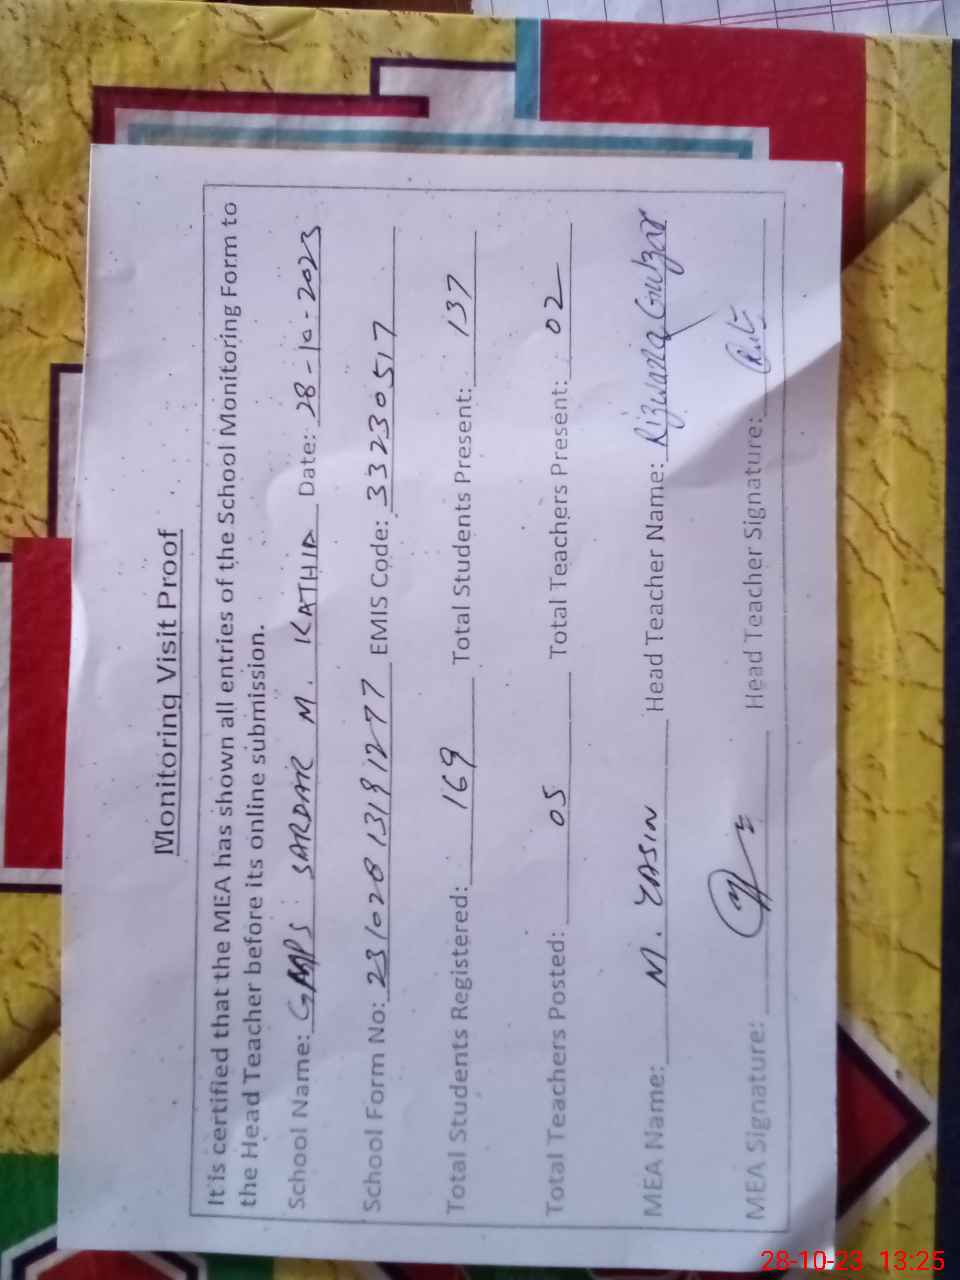 Monitoring Visit Proof
It is certified that the MEA has shown all entries of the School Monitoring Form to
the Head Teacher before its online submission.
School Name: GMPS SARDAR M. KATHIA Date: 28-10-2023
School Form No: 23102813191277 EMIS Code: 33230517
Total Students Registered: 169 Total Students Present: 137
Total Teachers Posted: 05 Total Teachers Present: 02
MEA Name: M. YASIN Head Teacher Name: Rizwana Gulzar
MEA Signature: Head Teacher Signature:
28-10-23 13:25